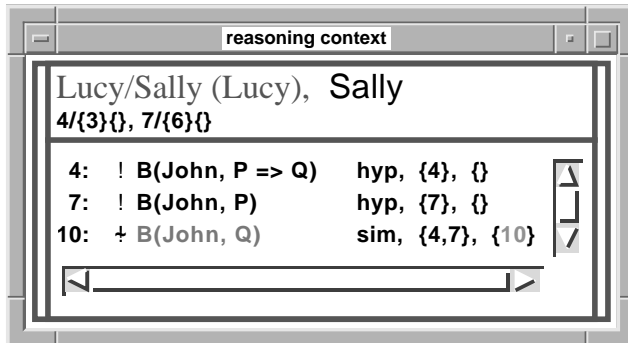 reasoning context
Lucy/Sally (Lucy), Sally
4/{3}{}, 7/{6}{}
4: ! B(John, P => Q) hyp, {4}, {}
7: ! B(John, P) hyp, {7}, {}
10: ∔ B(John, Q) sim, {4,7}, {10}